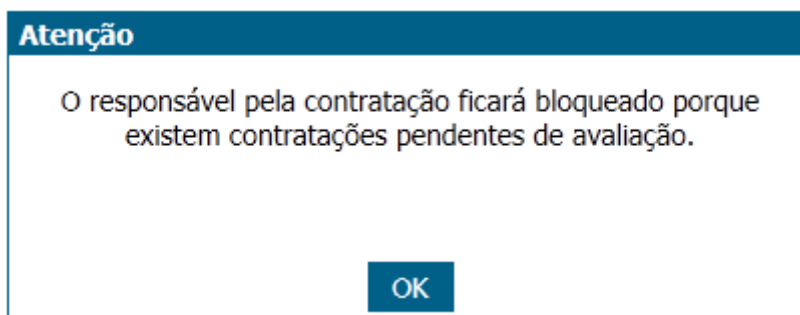 Atenção
O responsável pela contratação ficará bloqueado porque
existem contratações pendentes de avaliação.
OK